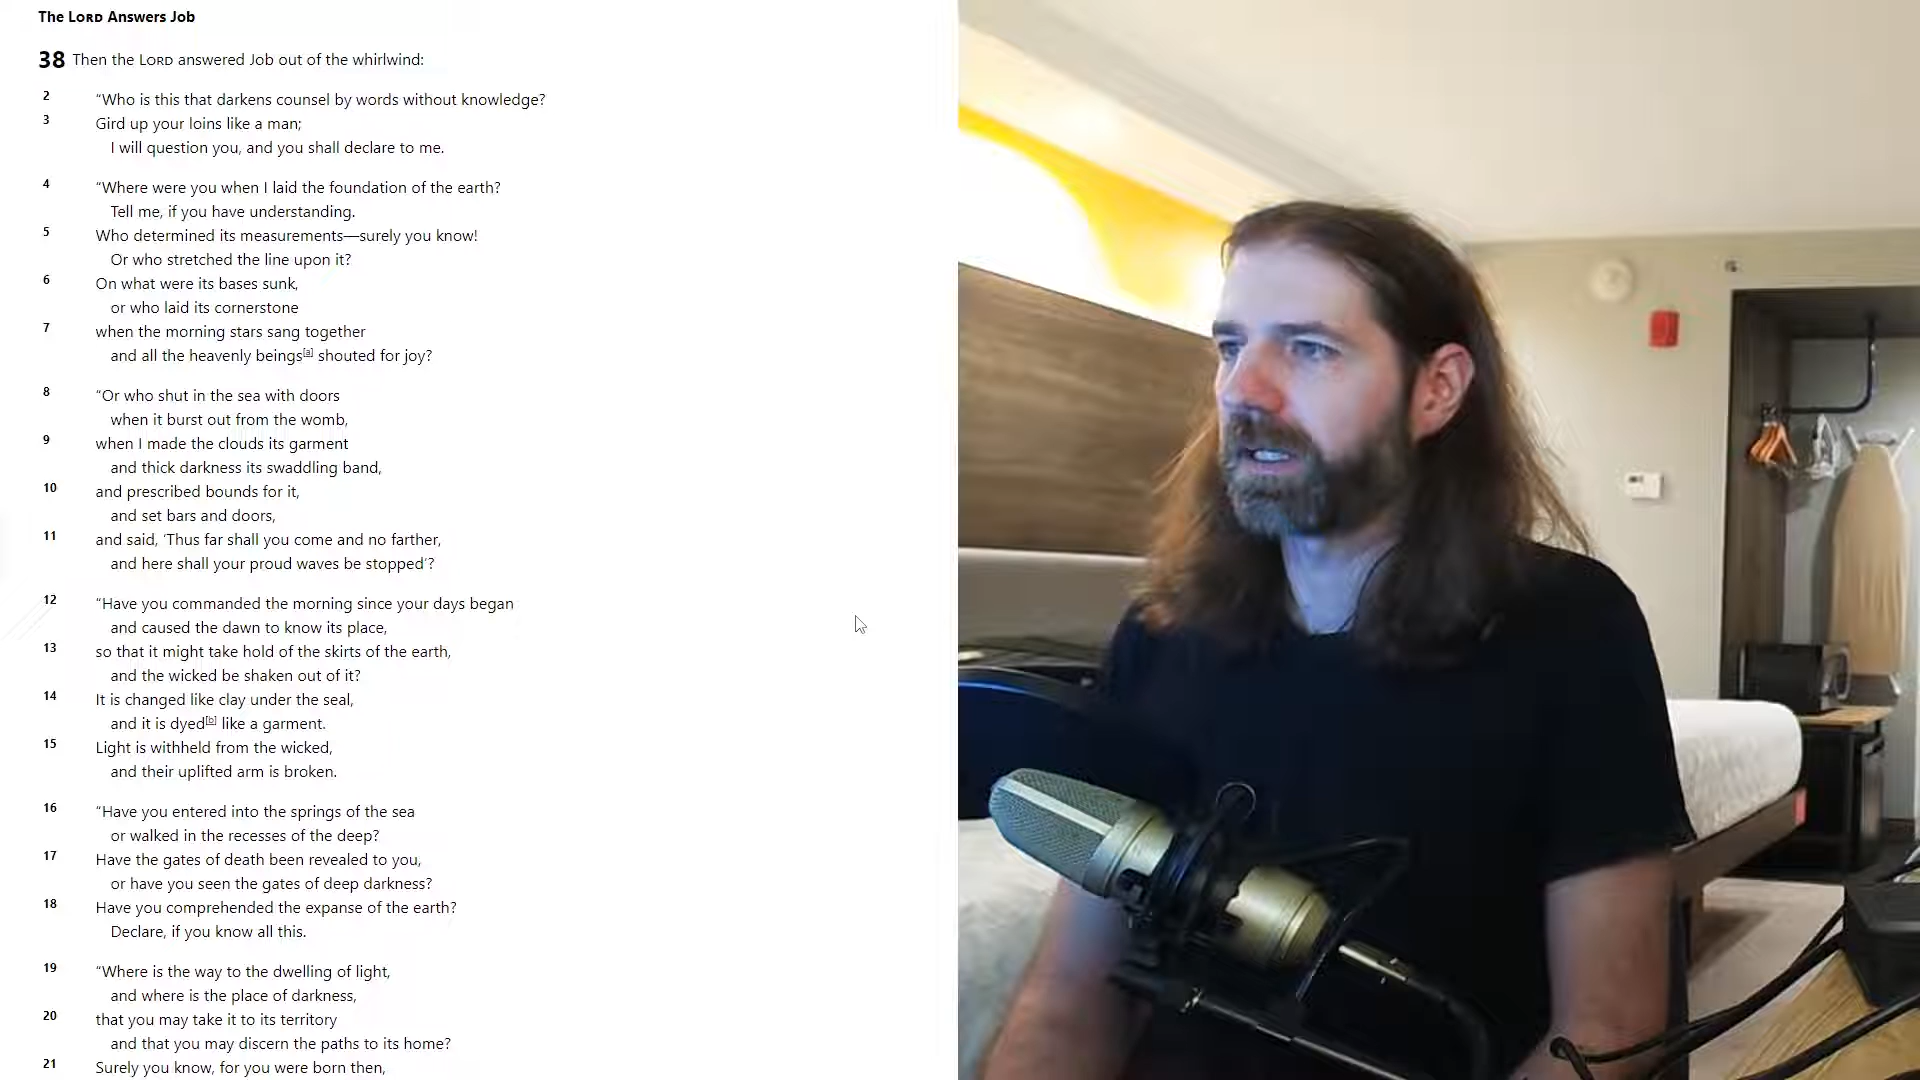 The LORD Answers Job
38 Then the LORD answered Job out of the whirlwind:
2 “Who is this that darkens counsel by words without knowledge?
3 Gird up your loins like a man;
I will question you, and you shall declare to me.
4 “Where were you when I laid the foundation of the earth?
Tell me, if you have understanding.
5 Who determined its measurements—surely you know!
Or who stretched the line upon it?
6 On what were its bases sunk,
or who laid its cornerstone
7 when the morning stars sang together
and all the heavenly beings[a] shouted for joy?
8 “Or who shut in the sea with doors
when it burst out from the womb,
9 when I made the clouds its garment
and thick darkness its swaddling band,
10 and prescribed bounds for it,
and set bars and doors,
11 and said, ‘Thus far shall you come and no farther,
and here shall your proud waves be stopped’?
12 “Have you commanded the morning since your days began
and caused the dawn to know its place,
13 so that it might take hold of the skirts of the earth,
and the wicked be shaken out of it?
14 It is changed like clay under the seal,
and it is dyed[b] like a garment.
15 Light is withheld from the wicked,
and their uplifted arm is broken.
16 “Have you entered into the springs of the sea
or walked in the recesses of the deep?
17 Have the gates of death been revealed to you,
or have you seen the gates of deep darkness?
18 Have you comprehended the expanse of the earth?
Declare, if you know all this.
19 “Where is the way to the dwelling of light,
and where is the place of darkness,
20 that you may take it to its territory
and that you may discern the paths to its home?
21 Surely you know, for you were born then,